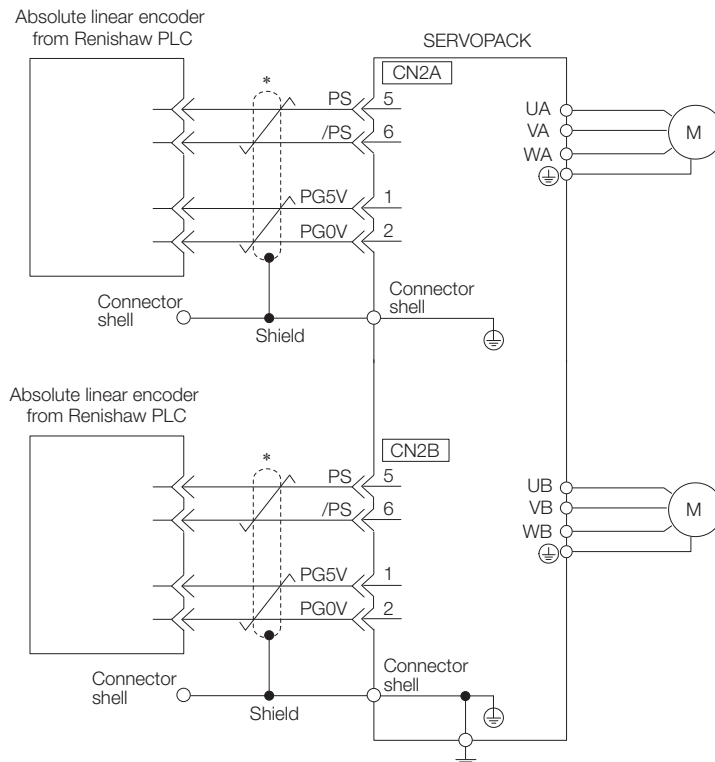 Absolute linear encoder
from Renishaw PLC
SERVOPACK
CN2A
*
PS 5
/PS 6
PG5V 1
PG0V 2
UA
VA
WA
M
Connector
shell
Connector
shell
Shield
Absolute linear encoder
from Renishaw PLC
CN2B
*
PS 5
/PS 6
PG5V 1
PG0V 2
UB
VB
WB
M
Connector
shell
Connector
shell
Shield